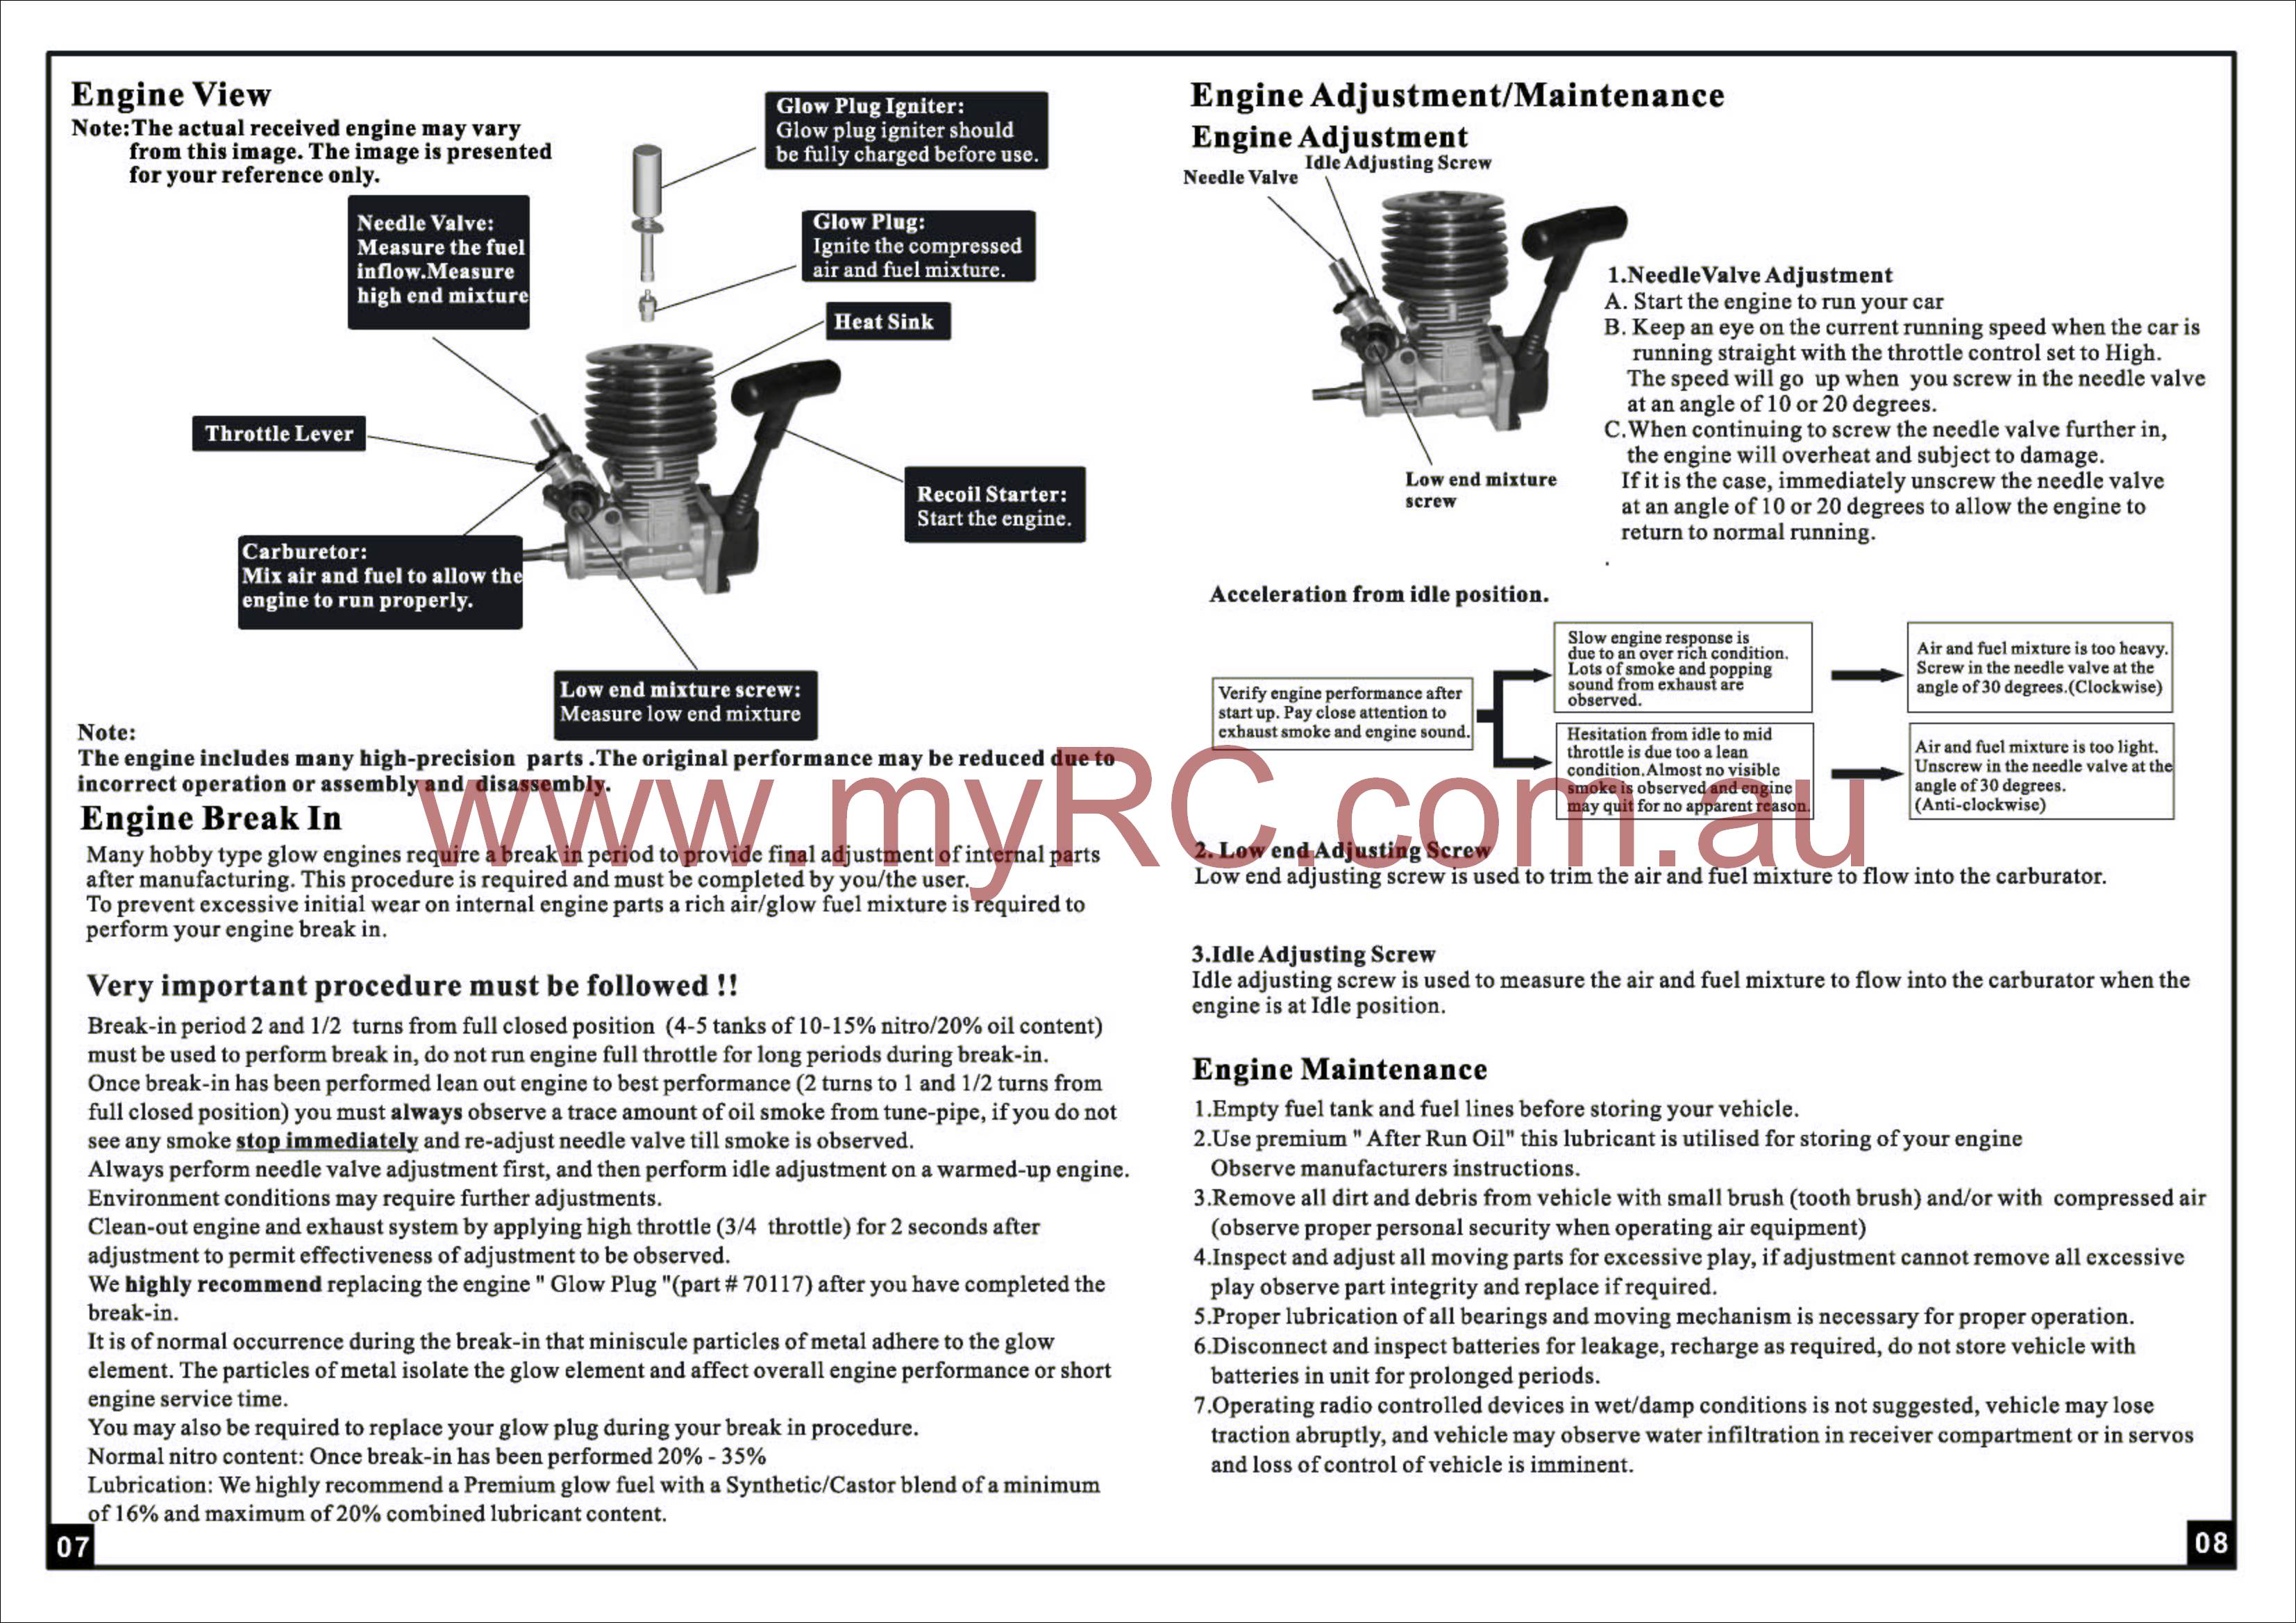 Engine View
Note:The actual received engine may vary
from this image. The image is presented
for your reference only.
Glow Plug Igniter:
Glow plug igniter should
be fully charged before use.
Needle Valve:
Measure the fuel
inflow.Measure
high end mixture
Glow Plug:
Ignite the compressed
air and fuel mixture.
Heat Sink
Throttle Lever
Recoil Starter:
Start the engine.
Carburetor:
Mix air and fuel to allow the
engine to run properly.
Low end mixture screw:
Measure low end mixture
Note:
The engine includes many high-precision parts .The original performance may be reduced due to
incorrect operation or assembly and disassembly.
Engine Break In
Many hobby type glow engines require a break in period to provide final adjustment of internal parts
after manufacturing. This procedure is required and must be completed by you/the user.
To prevent excessive initial wear on internal engine parts a rich air/glow fuel mixture is required to
perform your engine break in.
Very important procedure must be followed !!
Break-in period 2 and 1/2 turns from full closed position (4-5 tanks of 10-15% nitro/20% oil content)
must be used to perform break in, do not run engine full throttle for long periods during break-in.
Once break-in has been performed lean out engine to best performance (2 turns to 1 and 1/2 turns from
full closed position) you must always observe a trace amount of oil smoke from tune-pipe, if you do not
see any smoke stop immediately and re-adjust needle valve till smoke is observed.
Always perform needle valve adjustment first, and then perform idle adjustment on a warmed-up engine.
Environment conditions may require further adjustments.
Clean-out engine and exhaust system by applying high throttle (3/4 throttle) for 2 seconds after
adjustment to permit effectiveness of adjustment to be observed.
We highly recommend replacing the engine " Glow Plug "(part # 70117) after you have completed the
break-in.
It is of normal occurrence during the break-in that miniscule particles of metal adhere to the glow
element. The particles of metal isolate the glow element and affect overall engine performance or short
engine service time.
You may also be required to replace your glow plug during your break in procedure.
Normal nitro content: Once break-in has been performed 20% - 35%
Lubrication: We highly recommend a Premium glow fuel with a Synthetic/Castor blend of a minimum
of 16% and maximum of 20% combined lubricant content.
07
Engine Adjustment/Maintenance
Engine Adjustment
Idle Adjusting Screw
Needle Valve
Low end mixture
screw
1.NeedleValve Adjustment
A. Start the engine to run your car
B. Keep an eye on the current running speed when the car is
running straight with the throttle control set to High.
The speed will go up when you screw in the needle valve
at an angle of 10 or 20 degrees.
C.When continuing to screw the needle valve further in,
the engine will overheat and subject to damage.
If it is the case, immediately unscrew the needle valve
at an angle of 10 or 20 degrees to allow the engine to
return to normal running.
.
Acceleration from idle position.
Verify engine performance after
start up. Pay close attention to
exhaust smoke and engine sound.
Slow engine response is
due to an over rich condition.
Lots of smoke and popping
sound from exhaust are
observed.
Air and fuel mixture is too heavy.
Screw in the needle valve at the
angle of 30 degrees.(Clockwise)
Hesitation from idle to mid
throttle is due too a lean
condition.Almost no visible
smoke is observed and engine
may quit for no apparent reason.
Air and fuel mixture is too light.
Unscrew in the needle valve at the
angle of 30 degrees.
(Anti-clockwise)
2. Low end Adjusting Screw
Low end adjusting screw is used to trim the air and fuel mixture to flow into the carburator.
3.Idle Adjusting Screw
Idle adjusting screw is used to measure the air and fuel mixture to flow into the carburator when the
engine is at Idle position.
Engine Maintenance
1.Empty fuel tank and fuel lines before storing your vehicle.
2.Use premium " After Run Oil" this lubricant is utilised for storing of your engine
Observe manufacturers instructions.
3.Remove all dirt and debris from vehicle with small brush (tooth brush) and/or with compressed air
(observe proper personal security when operating air equipment)
4.Inspect and adjust all moving parts for excessive play, if adjustment cannot remove all excessive
play observe part integrity and replace if required.
5.Proper lubrication of all bearings and moving mechanism is necessary for proper operation.
6.Disconnect and inspect batteries for leakage, recharge as required, do not store vehicle with
batteries in unit for prolonged periods.
7.Operating radio controlled devices in wet/damp conditions is not suggested, vehicle may lose
traction abruptly, and vehicle may observe water infiltration in receiver compartment or in servos
and loss of control of vehicle is imminent.
08
www.myRC.com.au